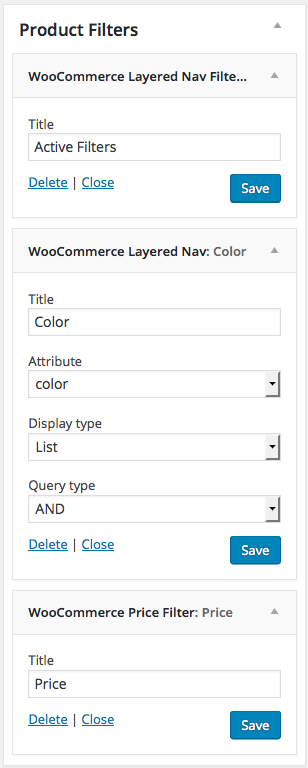 Product Filters
WooCommerce Layered Nav Filte...
Title
Active Filters
Delete | Close
Save
WooCommerce Layered Nav: Color
Title
Color
Attribute
color
Display type
List
Query type
AND
Delete | Close
Save
WooCommerce Price Filter: Price
Title
Price
Delete | Close
Save